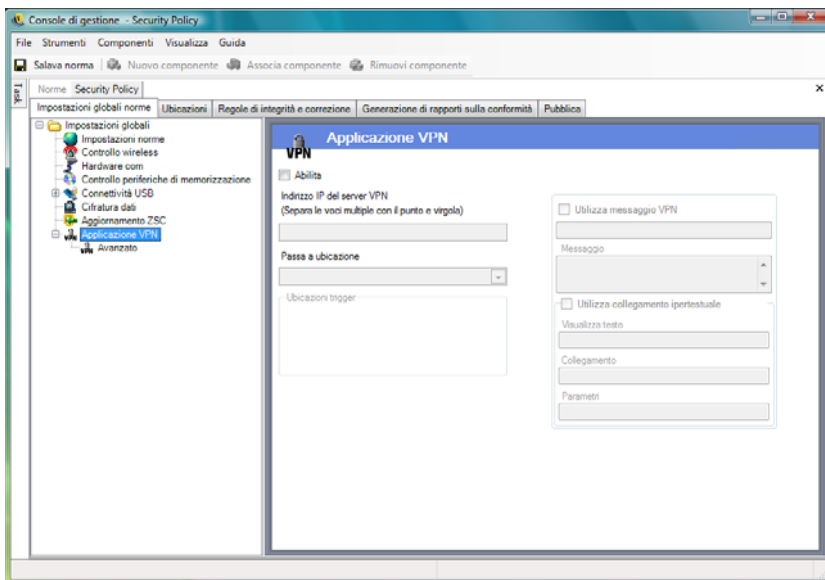 Console di gestione - Security Policy
File Strumenti Componenti Visualizza Guida
Salava norma Nuovo componente Associa componente Rimuovi componente
Task
Norme Security Policy x
Impostazioni globali norme Ubicazioni Regole di integrità e correzione Generazione di rapporti sulla conformità Pubblica
Impostazioni globali
Impostazioni norme
Controllo wireless
Hardware com
Controllo periferiche di memorizzazione
Connettività USB
Cifratura dati
Aggiornamento ZSC
Applicazione VPN
Avanzato
VPN
Applicazione VPN
Abilita
Indirizzo IP del server VPN
(Separa le voci multiple con il punto e virgola)
Passa a ubicazione
Ubicazioni trigger
Utilizza messaggio VPN
Messaggio
Utilizza collegamento ipertestuale
Visualizza testo
Collegamento
Parametri